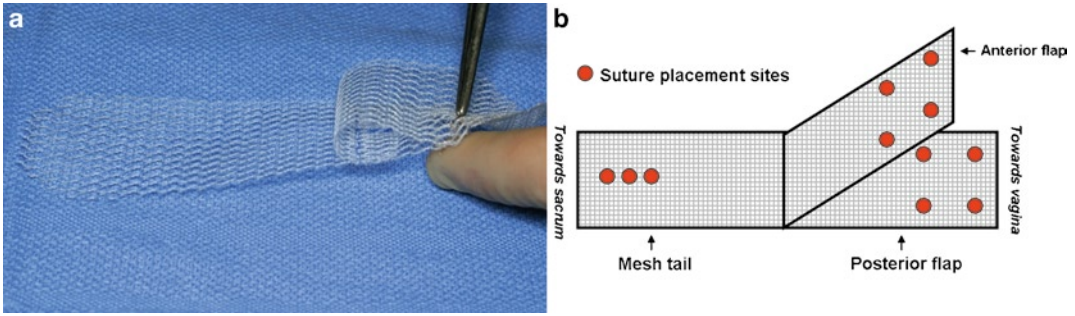 a
b
Anterior flap
Suture placement sites
Towards sacrum
Towards vagina
Mesh tail
Posterior flap